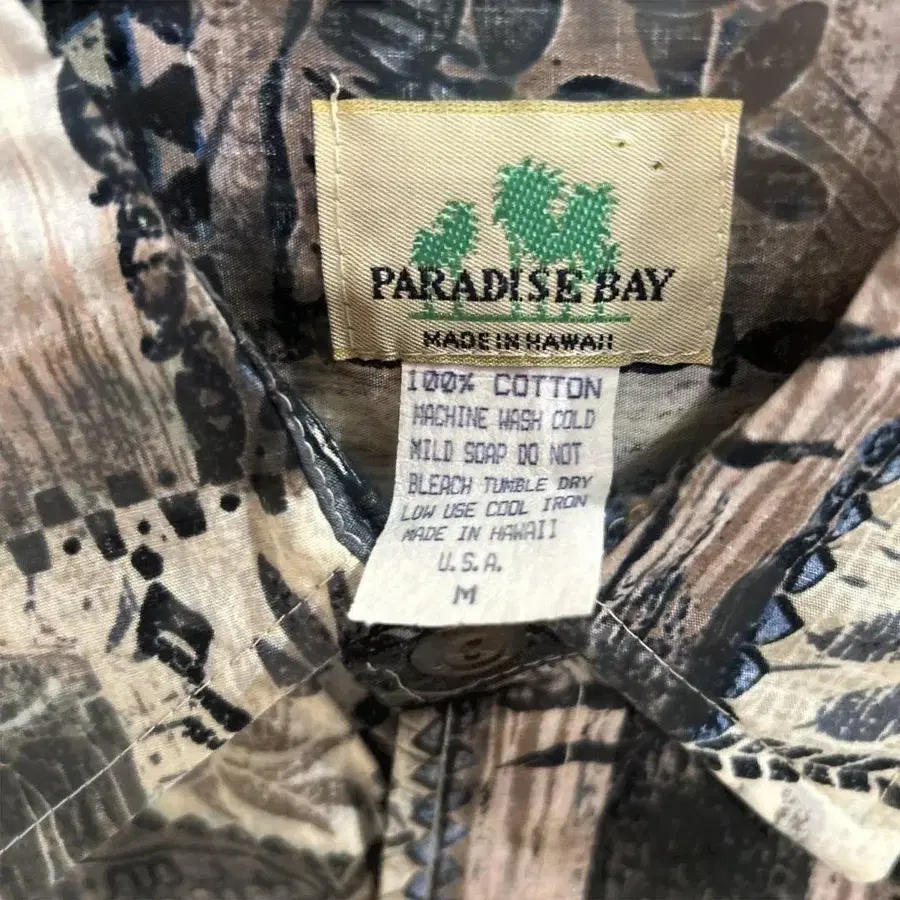 PARADISE BAY
MADE IN HAWAII
100% COTTON
MACHINE WASH COLD
MILD SOAP DO NOT
BLEACH TUMBLE DRY
LOW USE COOL IRON
MADE IN HAWAII
U.S.A.
M